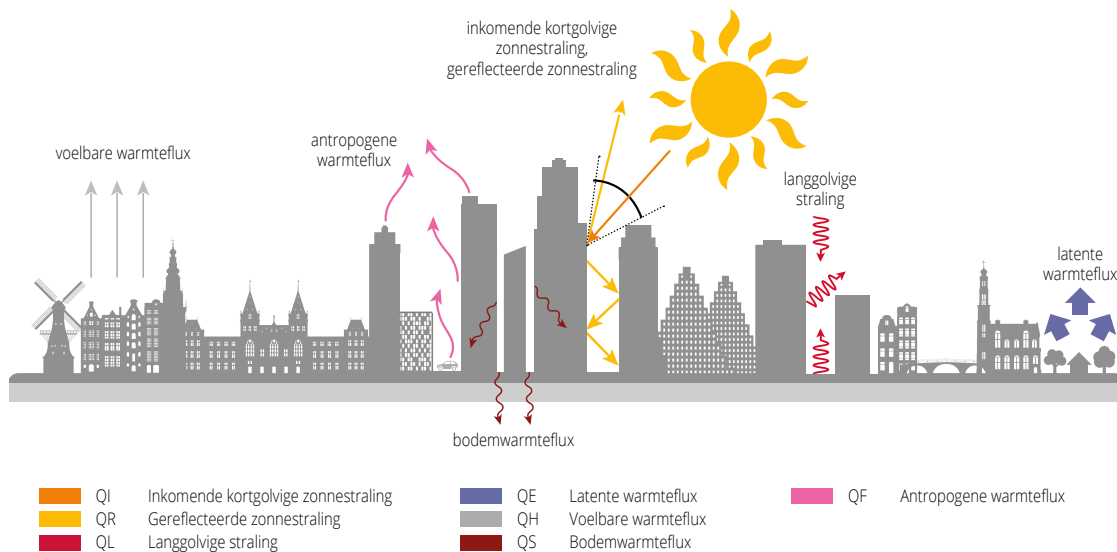 inkomende kortgolvige
zonnestraling,
gereflecteerde zonnestraling
antropogene
warmteflux
voelbare warmteflux
langgolvige
straling
latente
warmteflux
bodemwarmteflux
QI Inkomende kortgolvige zonnestraling
QR Gereflecteerde zonnestraling
QL Langgolvige straling
QE Latente warmteflux
QH Voelbare warmteflux
QS Bodemwarmteflux
QF Antropogene warmteflux